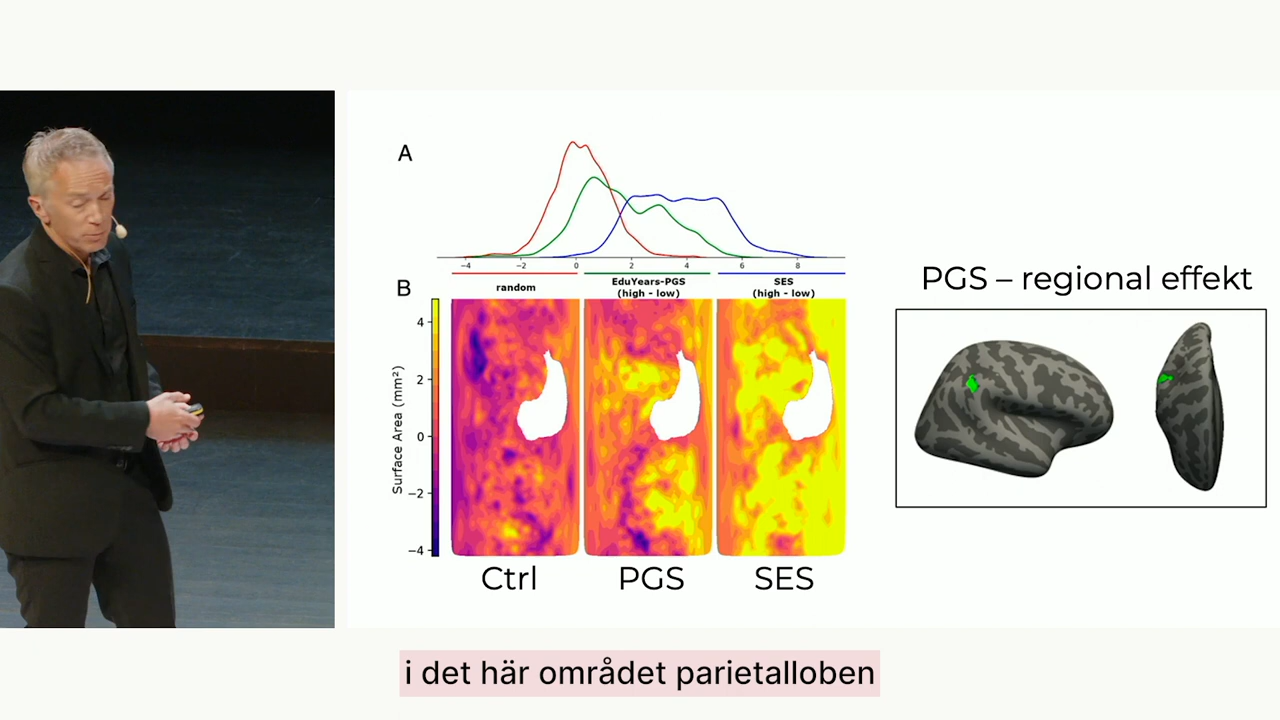 A
−4 −2 0 2 4 6 8
B
random
EduYears-PGS
(high - low)
SES
(high - low)
Surface Area (mm²)
4
2
0
−2
−4
Ctrl
PGS
SES
PGS – regional effekt
i det här området parietalloben